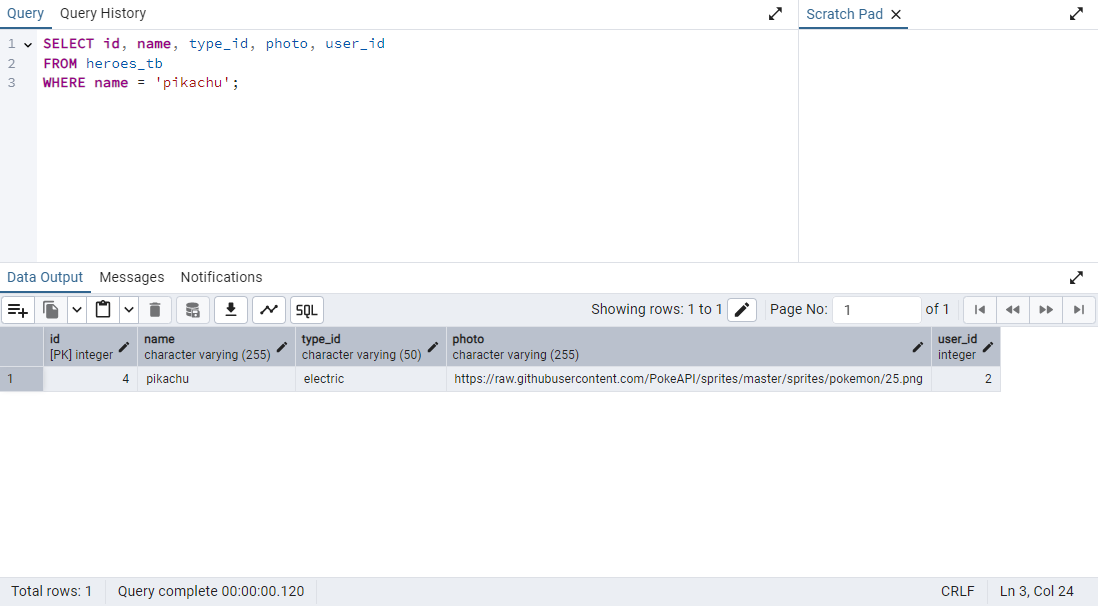 Query Query History
Scratch Pad
1 SELECT id, name, type_id, photo, user_id
2 FROM heroes_tb
3 WHERE name = 'pikachu';
Data Output Messages Notifications
SQL Showing rows: 1 to 1 Page No: 1 of 1
id name type_id photo user_id
[PK] integer character varying (255) character varying (50) character varying (255) integer
1 4 pikachu electric https://raw.githubusercontent.com/PokeAPI/sprites/master/sprites/pokemon/25.png 2
Total rows: 1 Query complete 00:00:00.120 CRLF Ln 3, Col 24